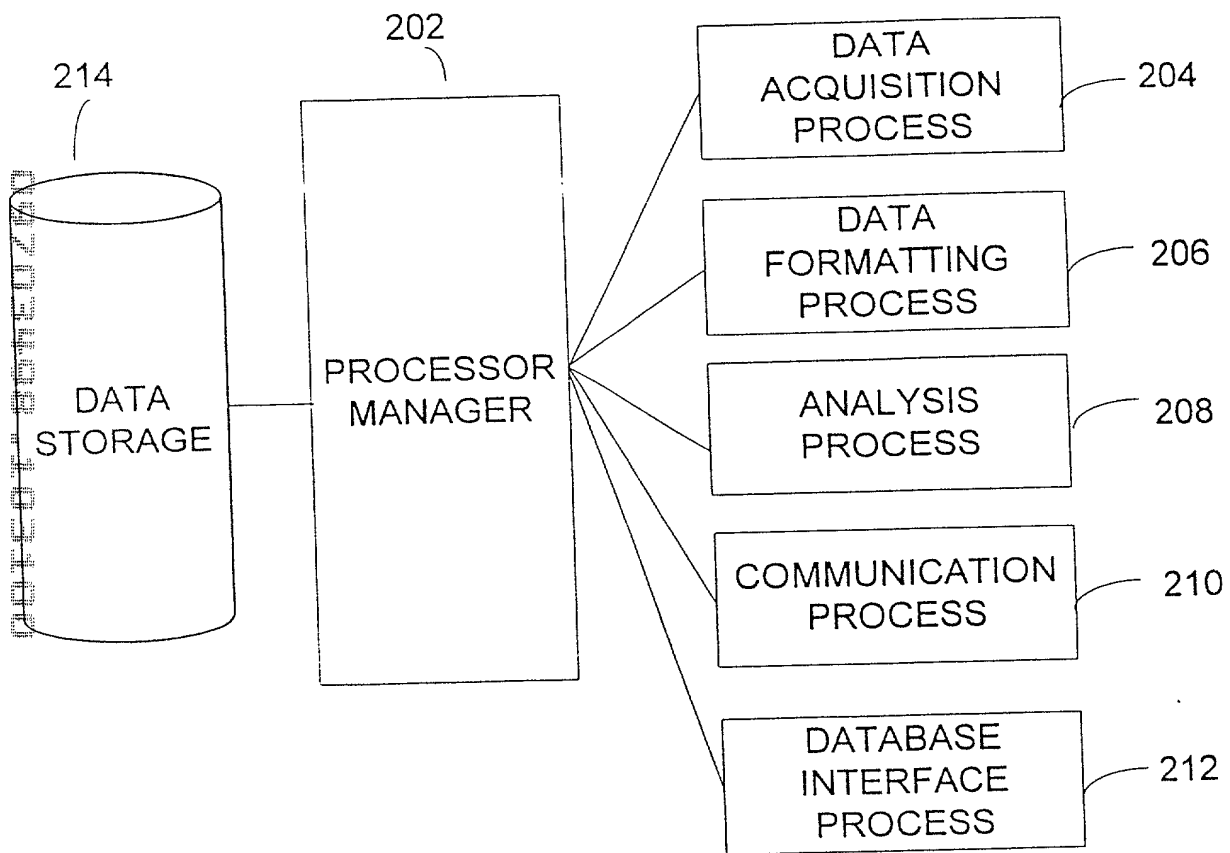 202
214
DATA
STORAGE
PROCESSOR
MANAGER
DATA
ACQUISITION
PROCESS
204
DATA
FORMATTING
PROCESS
206
ANALYSIS
PROCESS
208
COMMUNICATION
PROCESS
210
DATABASE
INTERFACE
PROCESS
212